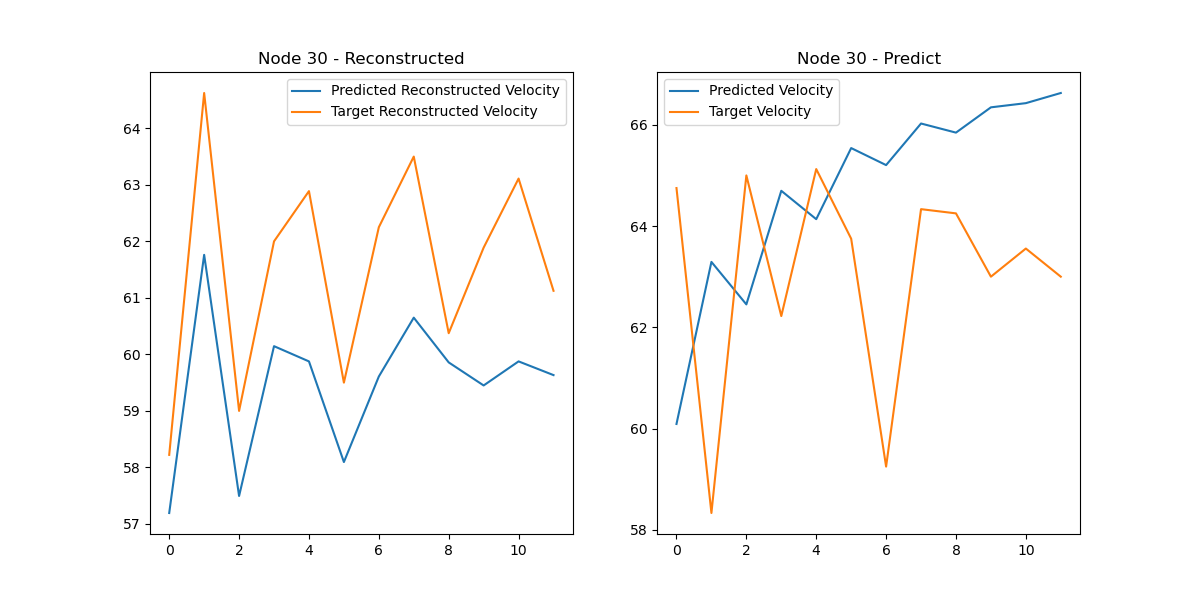 Node 30 - Reconstructed
Predicted Reconstructed Velocity
Target Reconstructed Velocity
64
63
62
61
60
59
58
57
0 2 4 6 8 10
Node 30 - Predict
Predicted Velocity
Target Velocity
66
64
62
60
58
0 2 4 6 8 10